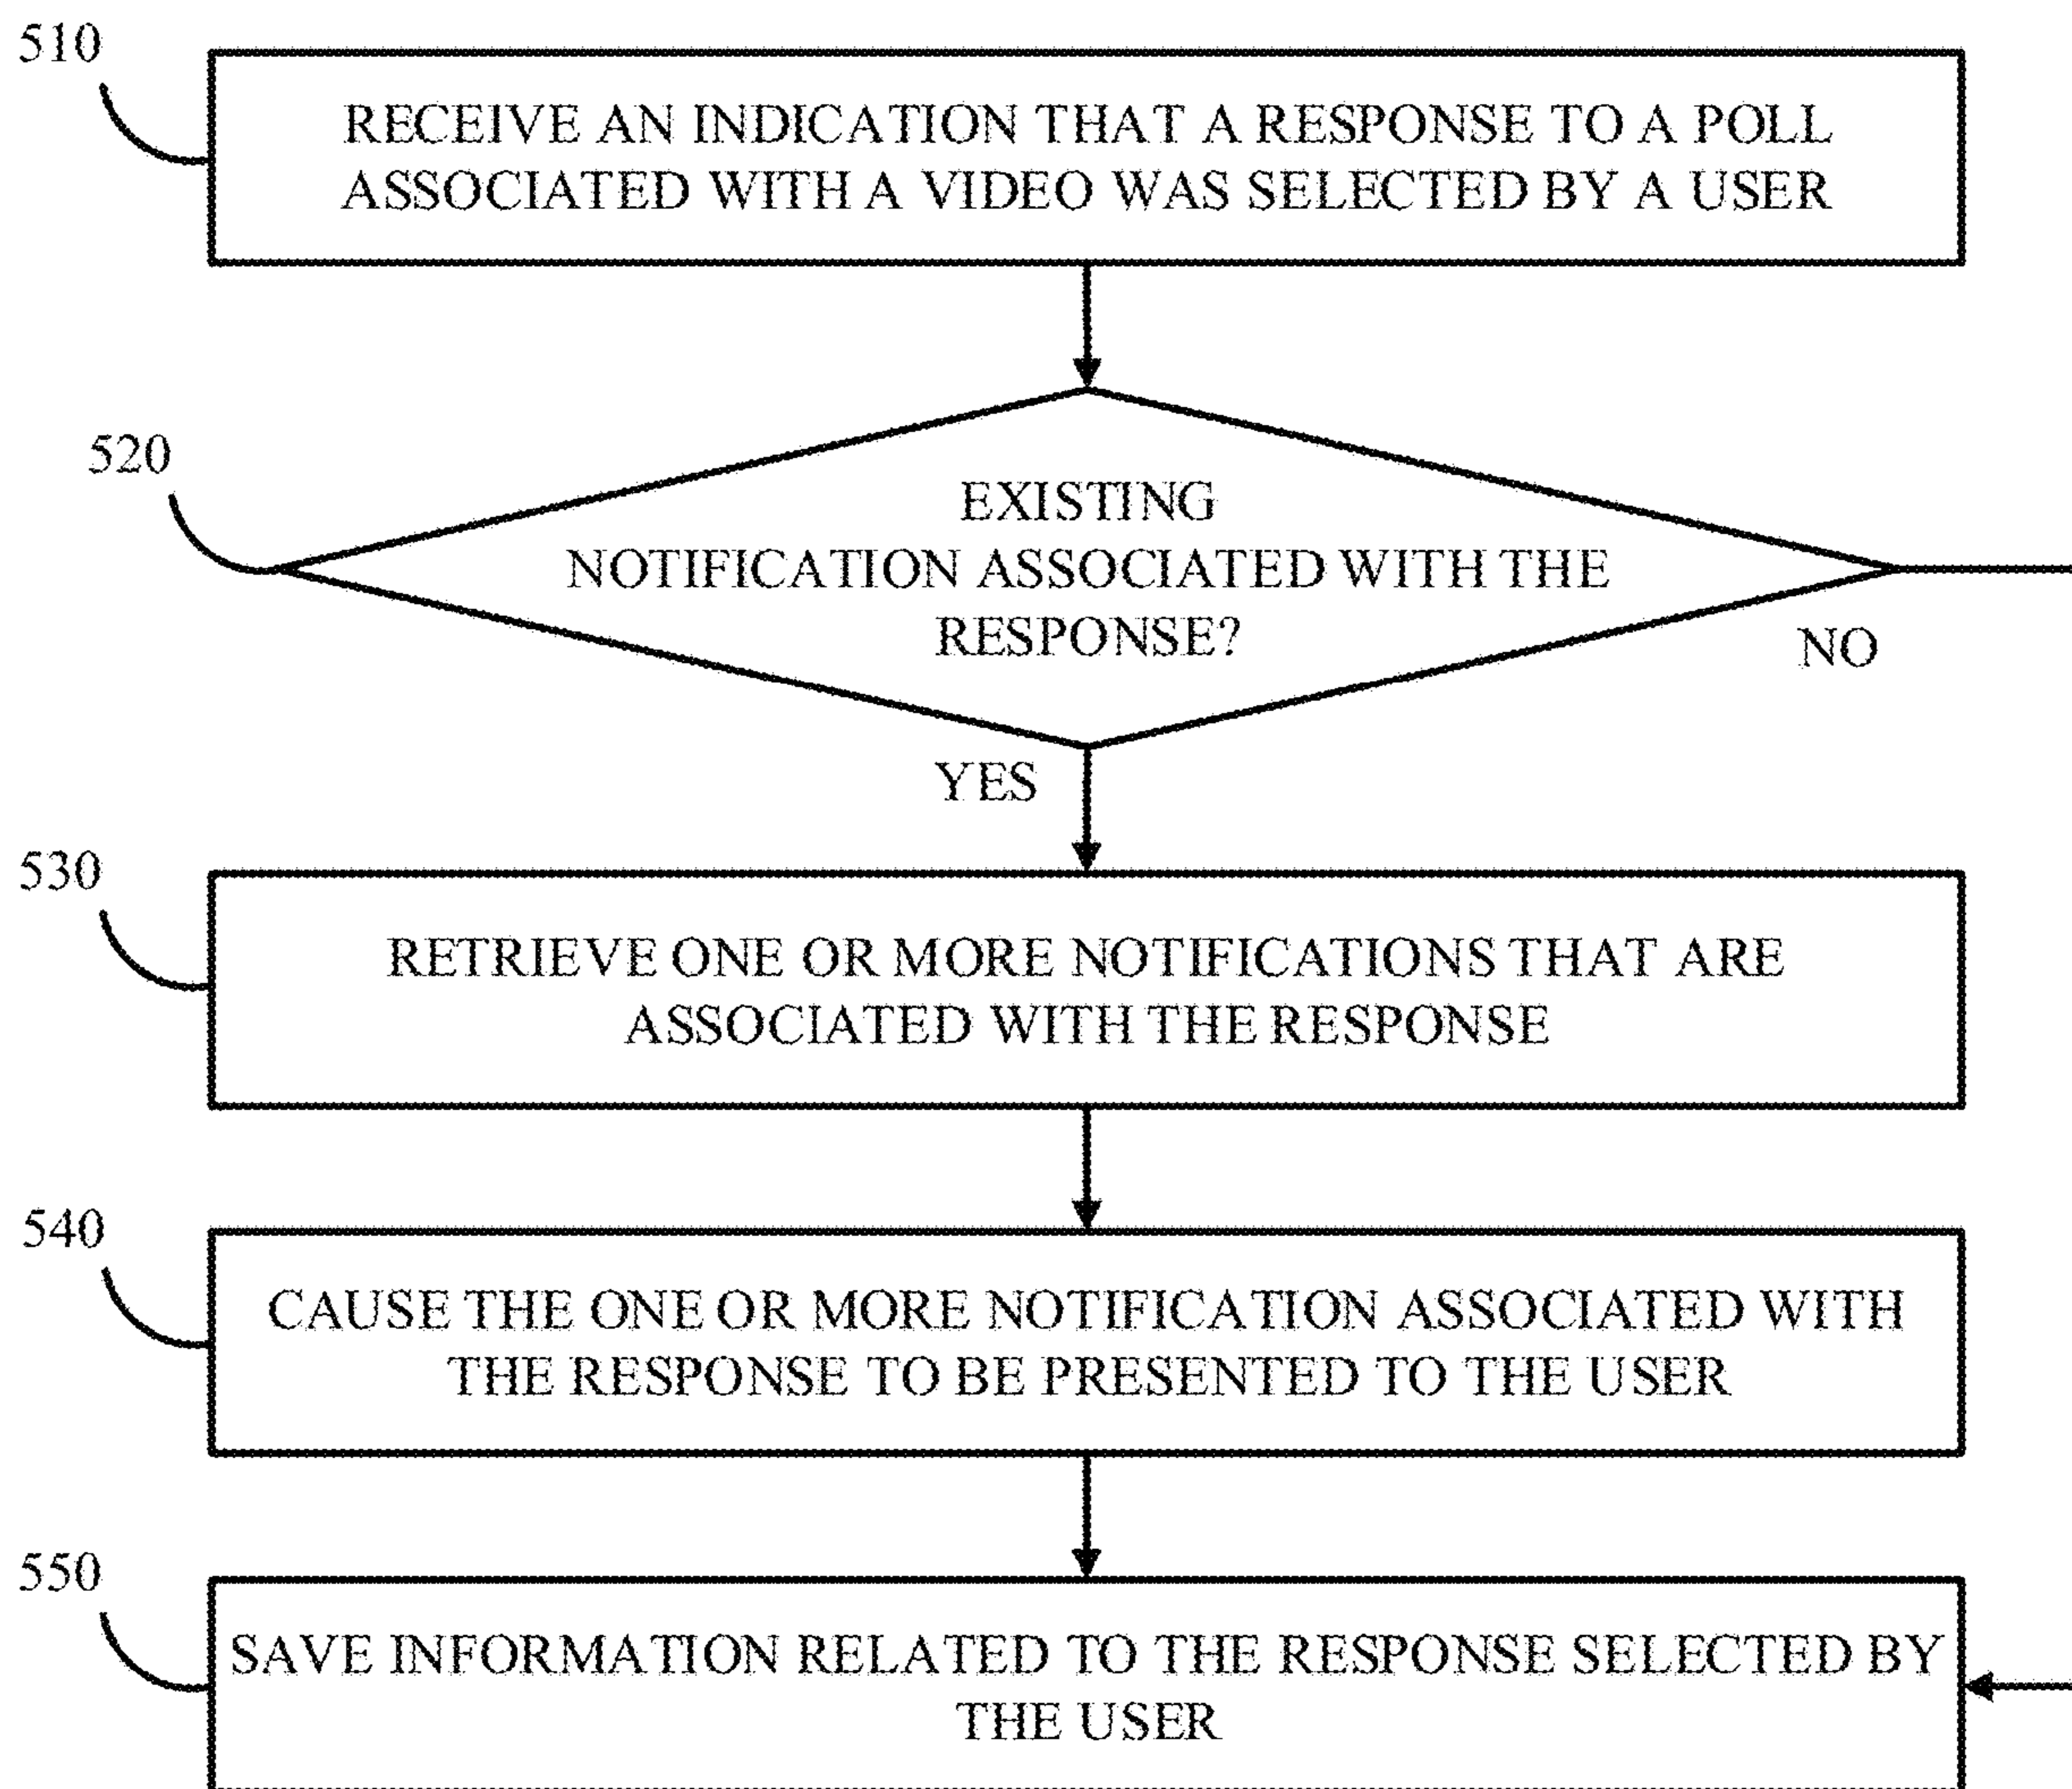 510
RECEIVE AN INDICATION THAT A RESPONSE TO A POLL
ASSOCIATED WITH A VIDEO WAS SELECTED BY A USER
520
EXISTING
NOTIFICATION ASSOCIATED WITH THE
RESPONSE?
NO
YES
530
RETRIEVE ONE OR MORE NOTIFICATIONS THAT ARE
ASSOCIATED WITH THE RESPONSE
540
CAUSE THE ONE OR MORE NOTIFICATION ASSOCIATED WITH
THE RESPONSE TO BE PRESENTED TO THE USER
550
SAVE INFORMATION RELATED TO THE RESPONSE SELECTED BY
THE USER